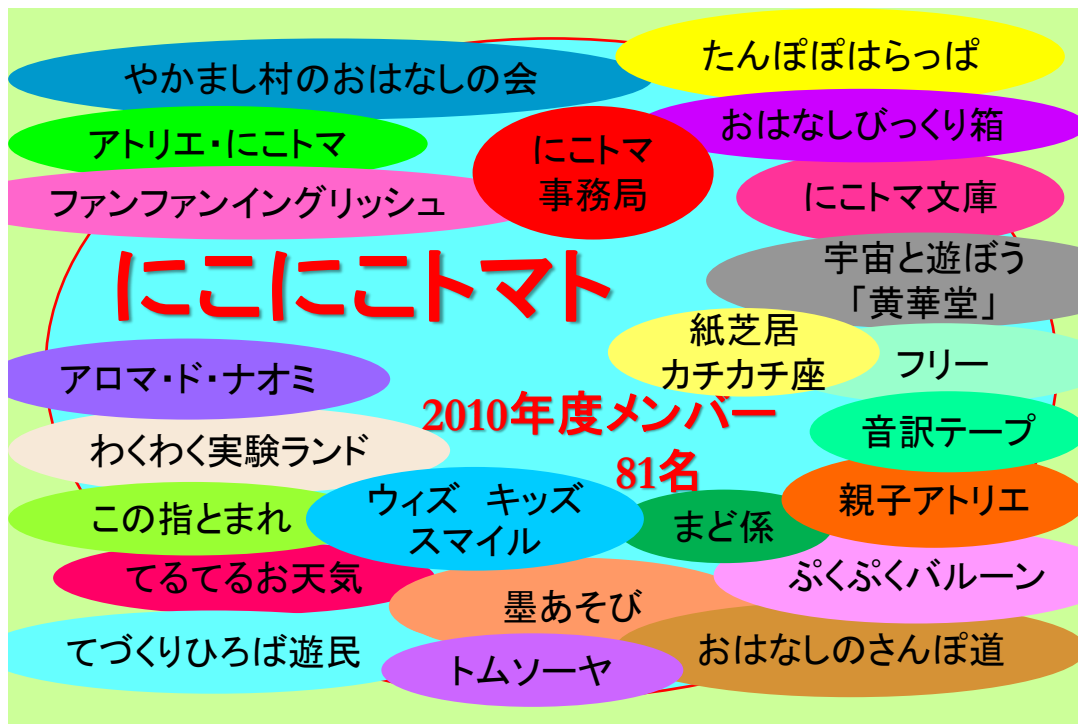 やかまし村のおはなしの会
たんぽぽはらっぱ
アトリエ・にこトマ
にこトマ
事務局
おはなしびっくり箱
ファンファンイングリッシュ
にこトマ文庫
宇宙と遊ぼう
「黄華堂」
にこにこトマト
紙芝居
カチカチ座
フリー
アロマ・ド・ナオミ
2010年度メンバー
81名
音訳テープ
わくわく実験ランド
ウィズ　キッズ
スマイル
親子アトリエ
この指とまれ
まど係
てるてるお天気
ぷくぷくバルーン
墨あそび
てづくりひろば遊民
トムソーヤ
おはなしのさんぽ道